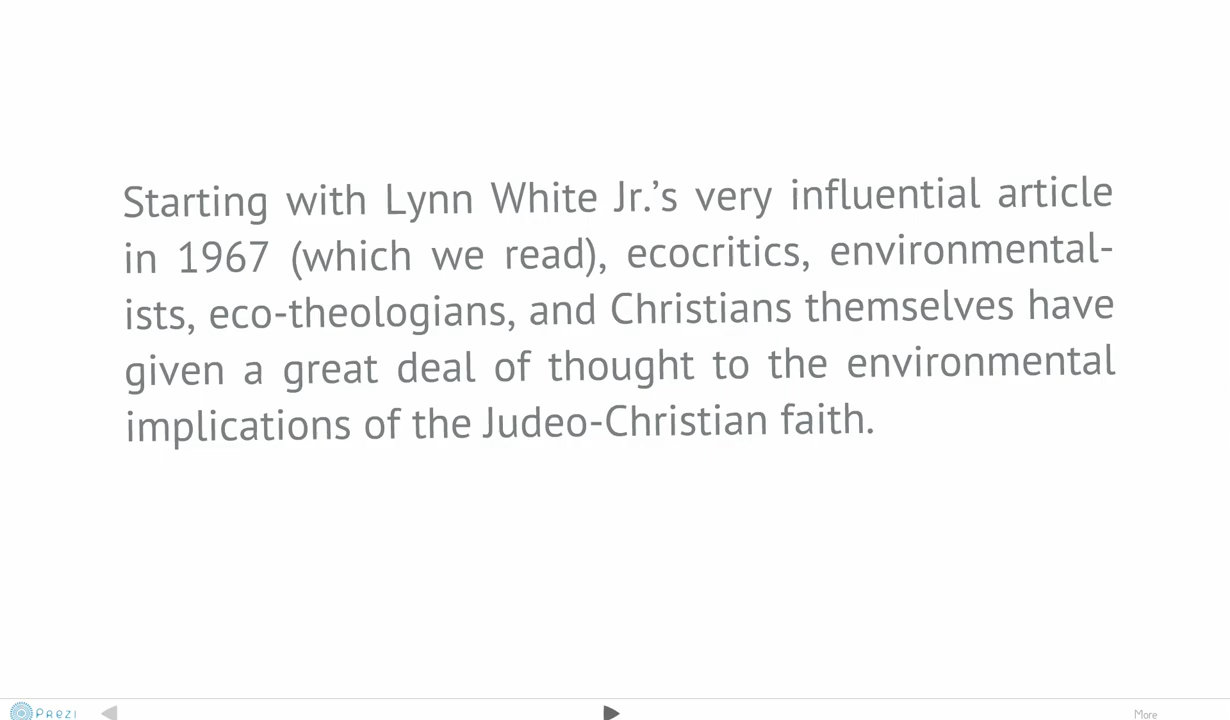 Starting with Lynn White Jr.’s very influential article
in 1967 (which we read), ecocritics, environmental-
ists, eco-theologians, and Christians themselves have
given a great deal of thought to the environmental
implications of the Judeo-Christian faith.
Prezi
More